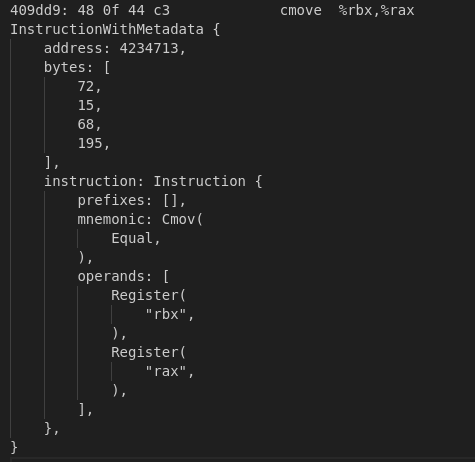 409dd9: 48 0f 44 c3             cmove  %rbx,%rax
InstructionWithMetadata {
    address: 4234713,
    bytes: [
        72,
        15,
        68,
        195,
    ],
    instruction: Instruction {
        prefixes: [],
        mnemonic: Cmov(
            Equal,
        ),
        operands: [
            Register(
                "rbx",
            ),
            Register(
                "rax",
            ),
        ],
    },
}